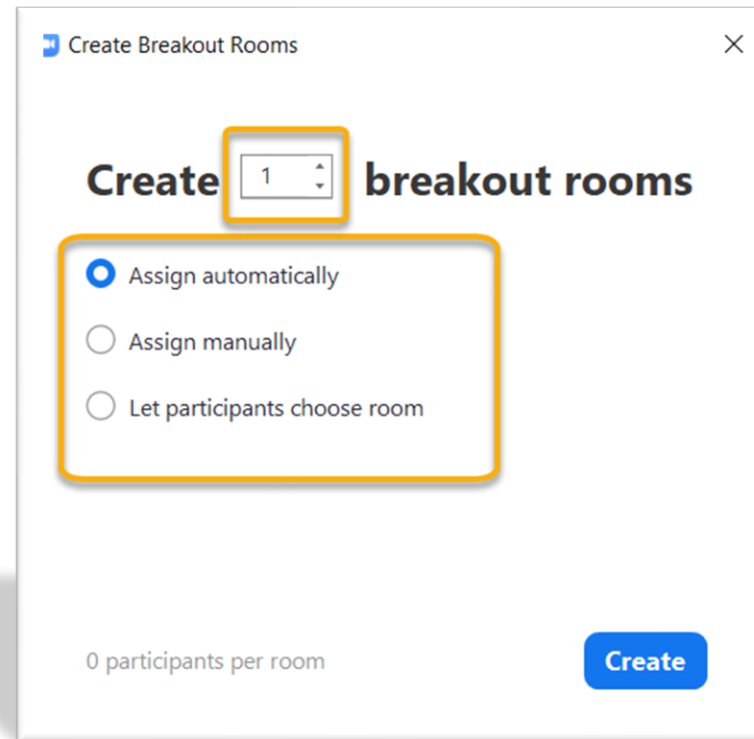 Create Breakout Rooms
Create 1 breakout rooms
Assign automatically
Assign manually
Let participants choose room
0 participants per room
Create